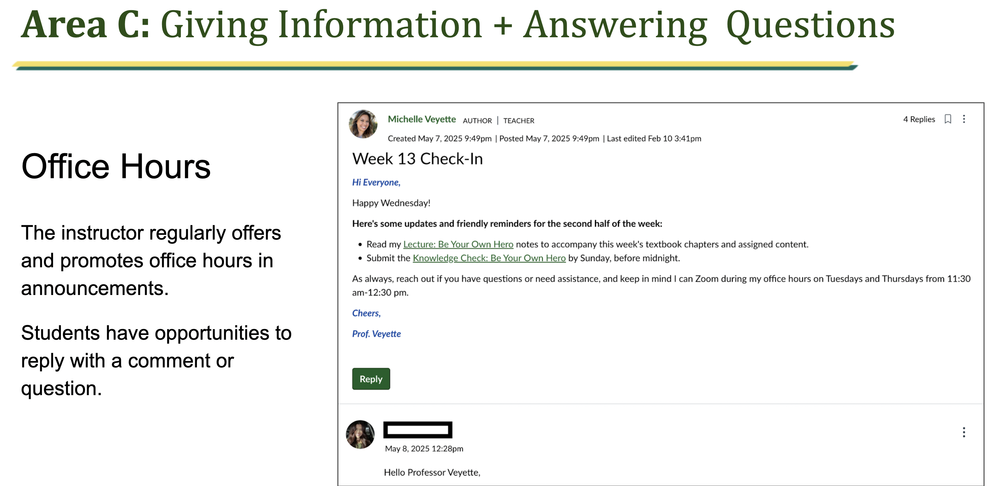 Area C: Giving Information + Answering Questions
Office Hours
The instructor regularly offers
and promotes office hours in
announcements.
Students have opportunities to
reply with a comment or
question.
Michelle Veyette AUTHOR | TEACHER
4 Replies
Created May 7, 2025 9:49pm | Posted May 7, 2025 9:49pm | Last edited Feb 10 3:41pm
Week 13 Check-In
Hi Everyone,
Happy Wednesday!
Here's some updates and friendly reminders for the second half of the week:
• Read my Lecture: Be Your Own Hero notes to accompany this week's textbook chapters and assigned content.
• Submit the Knowledge Check: Be Your Own Hero by Sunday, before midnight.
As always, reach out if you have questions or need assistance, and keep in mind I can Zoom during my office hours on Tuesdays and Thursdays from 11:30
am-12:30 pm.
Cheers,
Prof. Veyette
Reply
May 8, 2025 12:28pm
Hello Professor Veyette,